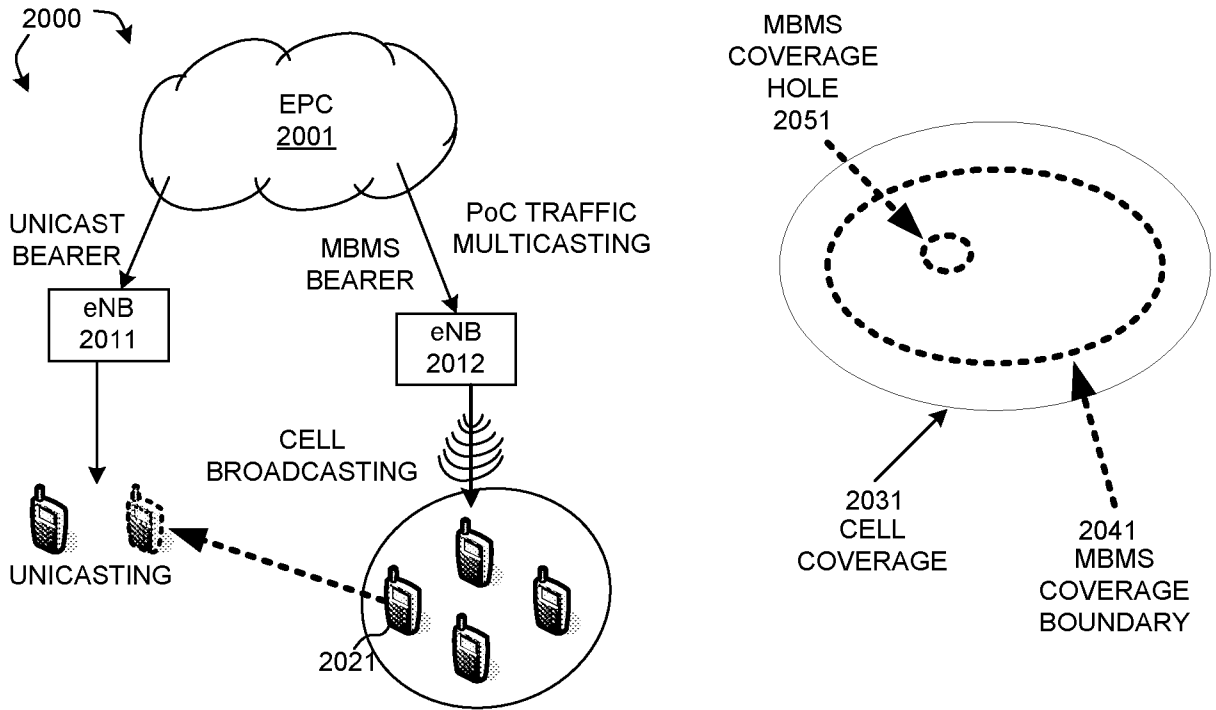 2000
EPC
2001
UNICAST
BEARER
MBMS
BEARER
PoC TRAFFIC
MULTICASTING
eNB
2011
eNB
2012
CELL
BROADCASTING
UNICASTING
2021
MBMS
COVERAGE
HOLE
2051
2031
CELL
COVERAGE
2041
MBMS
COVERAGE
BOUNDARY